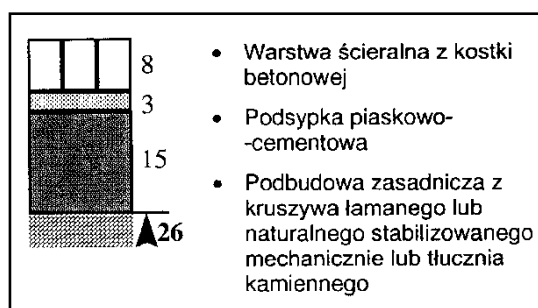 8
3
15
26
• Warstwa ścieralna z kostki
betonowej
• Podsypka piaskowo-
-cementowa
• Podbudowa zasadnicza z
kruszywa łamanego lub
naturalnego stabilizowanego
mechanicznie lub tłucznia
kamiennego